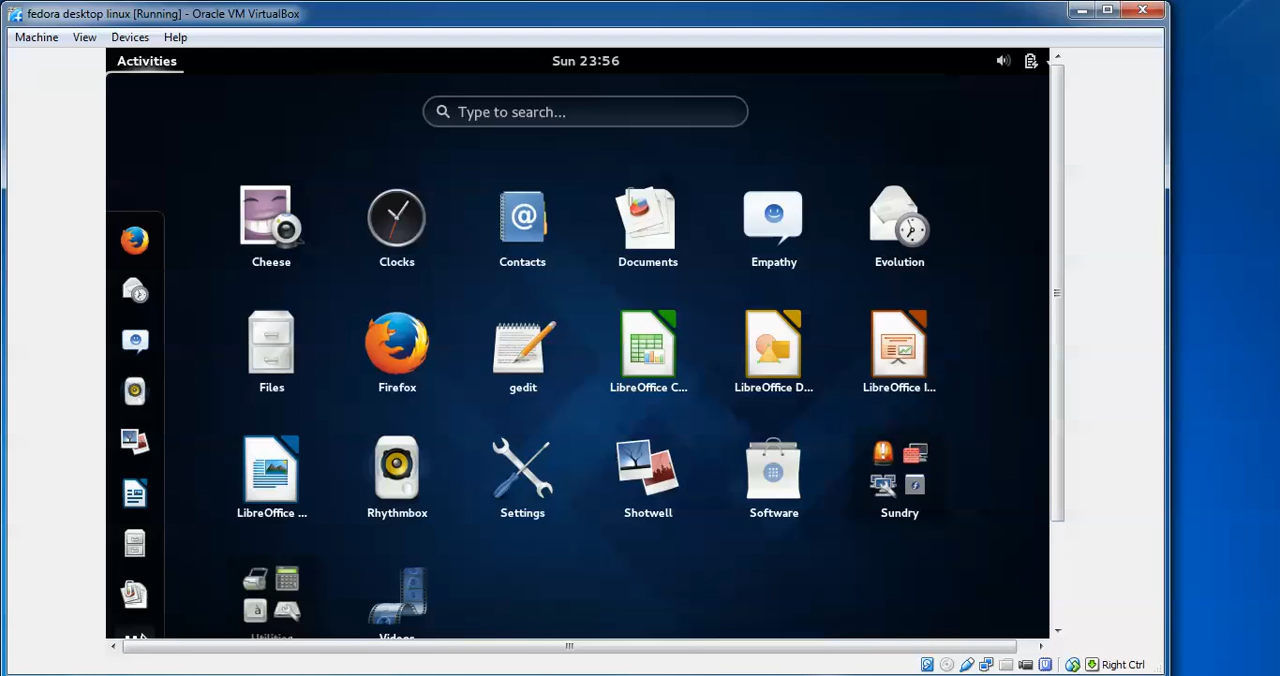 fedora desktop linux [Running] - Oracle VM VirtualBox
Machine View Devices Help
Activities Sun 23:56
Type to search...
Cheese Clocks Contacts Documents Empathy Evolution
Files Firefox gedit LibreOffice C... LibreOffice D... LibreOffice I...
LibreOffice ... Rhythmbox Settings Shotwell Software Sundry
Utilities Videos
Right Ctrl